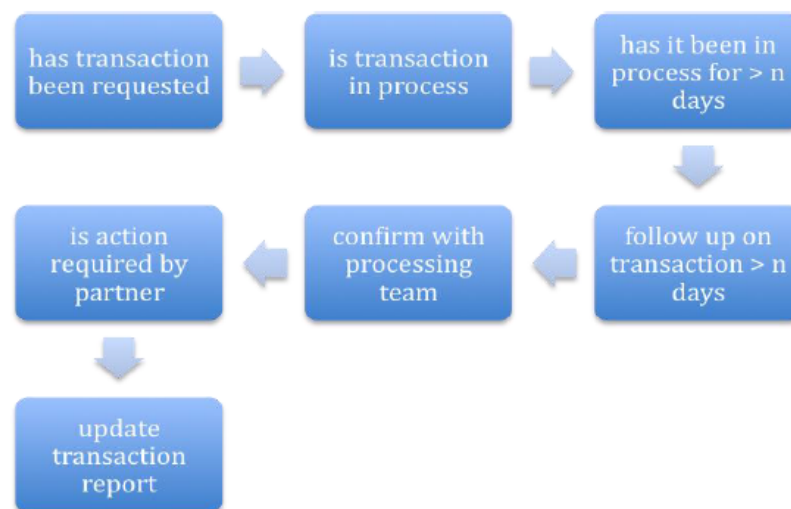 has transaction
been requested
is transaction
in process
has it been in
process for > n
days
follow up on
transaction > n
days
confirm with
processing
team
is action
required by
partner
update
transaction
report